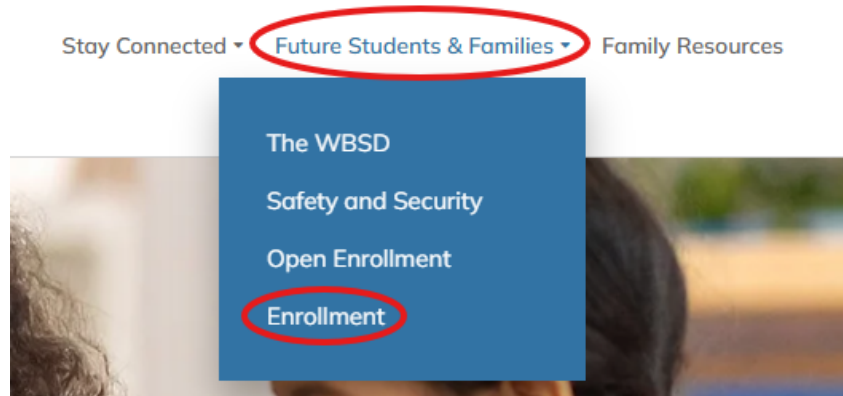 Stay Connected Future Students & Families Family Resources
The WBSD
Safety and Security
Open Enrollment
Enrollment